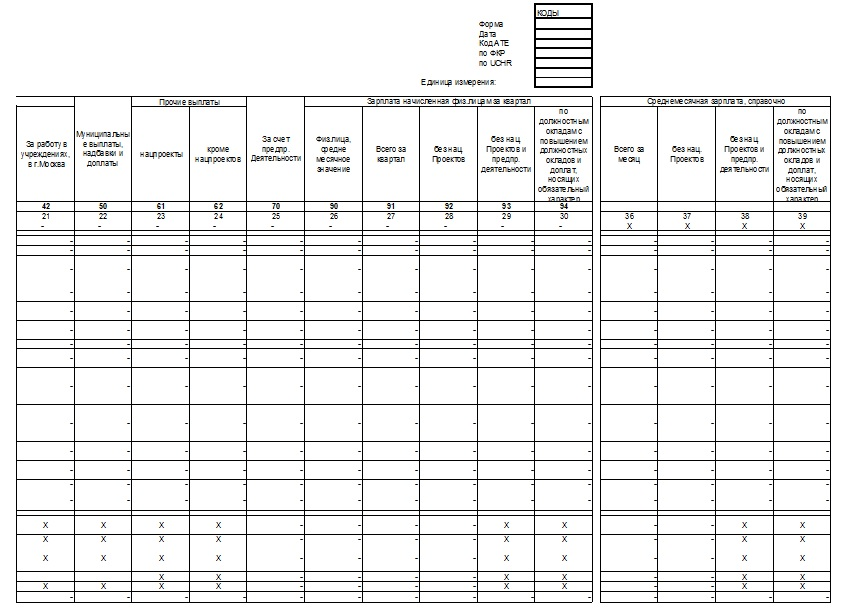 КОДЫ
Форма
Дата
Код АТЕ
по ФКР
по UCHR
Единица измерения:
Прочие выплаты
Зарплата начисленная физ.лицам за квартал
Среднемесячная зарплата, справочно
За работу в
учреждениях,
в г.Москва
Муниципальны
е выплаты,
надбавки и
доплаты
нацпроекты
кроме
нацпроектов
За счет
предпр.
Деятельности
Физ.лица,
средне
месячное
значение
Всего за
квартал
без нац.
Проектов
без нац.
Проектов и
предпр.
деятельности
по
должностным
окладам с
повышением
должностных
окладов и
доплат,
носящих
обязательный
характер
Всего за
месяц
без нац.
Проектов
без нац.
Проектов и
предпр.
деятельности
по
должностным
окладам с
повышением
должностных
окладов и
доплат,
носящих
обязательный
характер
42 50 61 62 70 90 91 92 93 94
21 22 23 24 25 26 27 28 29 30 36 37 38 39
- - - - - - - - - - X X X X
- - - - - - - - - - - - - -
- - - - - - - - - - - - - -
- - - - - - - - - - - - - -
- - - - - - - - - - - - - -
- - - - - - - - - - - - - -
- - - - - - - - - - - - - -
- - - - - - - - - - - - - -
- - - - - - - - - - - - - -
- - - - - - - - - - - - - -
- - - - - - - - - - - - - -
- - - - - - - - - - - - - -
- - - - - - - - - - - - - -
- - - - - - - - - - - - - -
- - - - - - - - - - - - - -
X X X X - - - - X X - - X X
X X X X - - - - X X - - X X
X X X X - - - - X X - - X X
- - X X - - - - X X - - X X
X X X X - - - - X X - - X X
- - - - - - - - - - - - - -